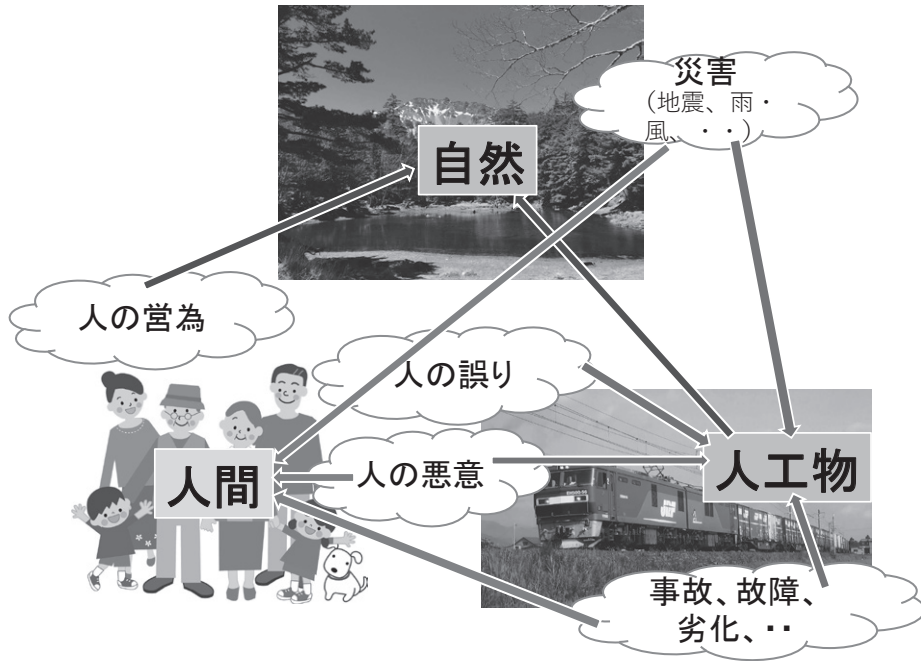 災害
（地震、雨・
風、・・）
自然
人の営為
人の誤り
人の悪意
人間
人工物
事故、故障、
劣化、・・